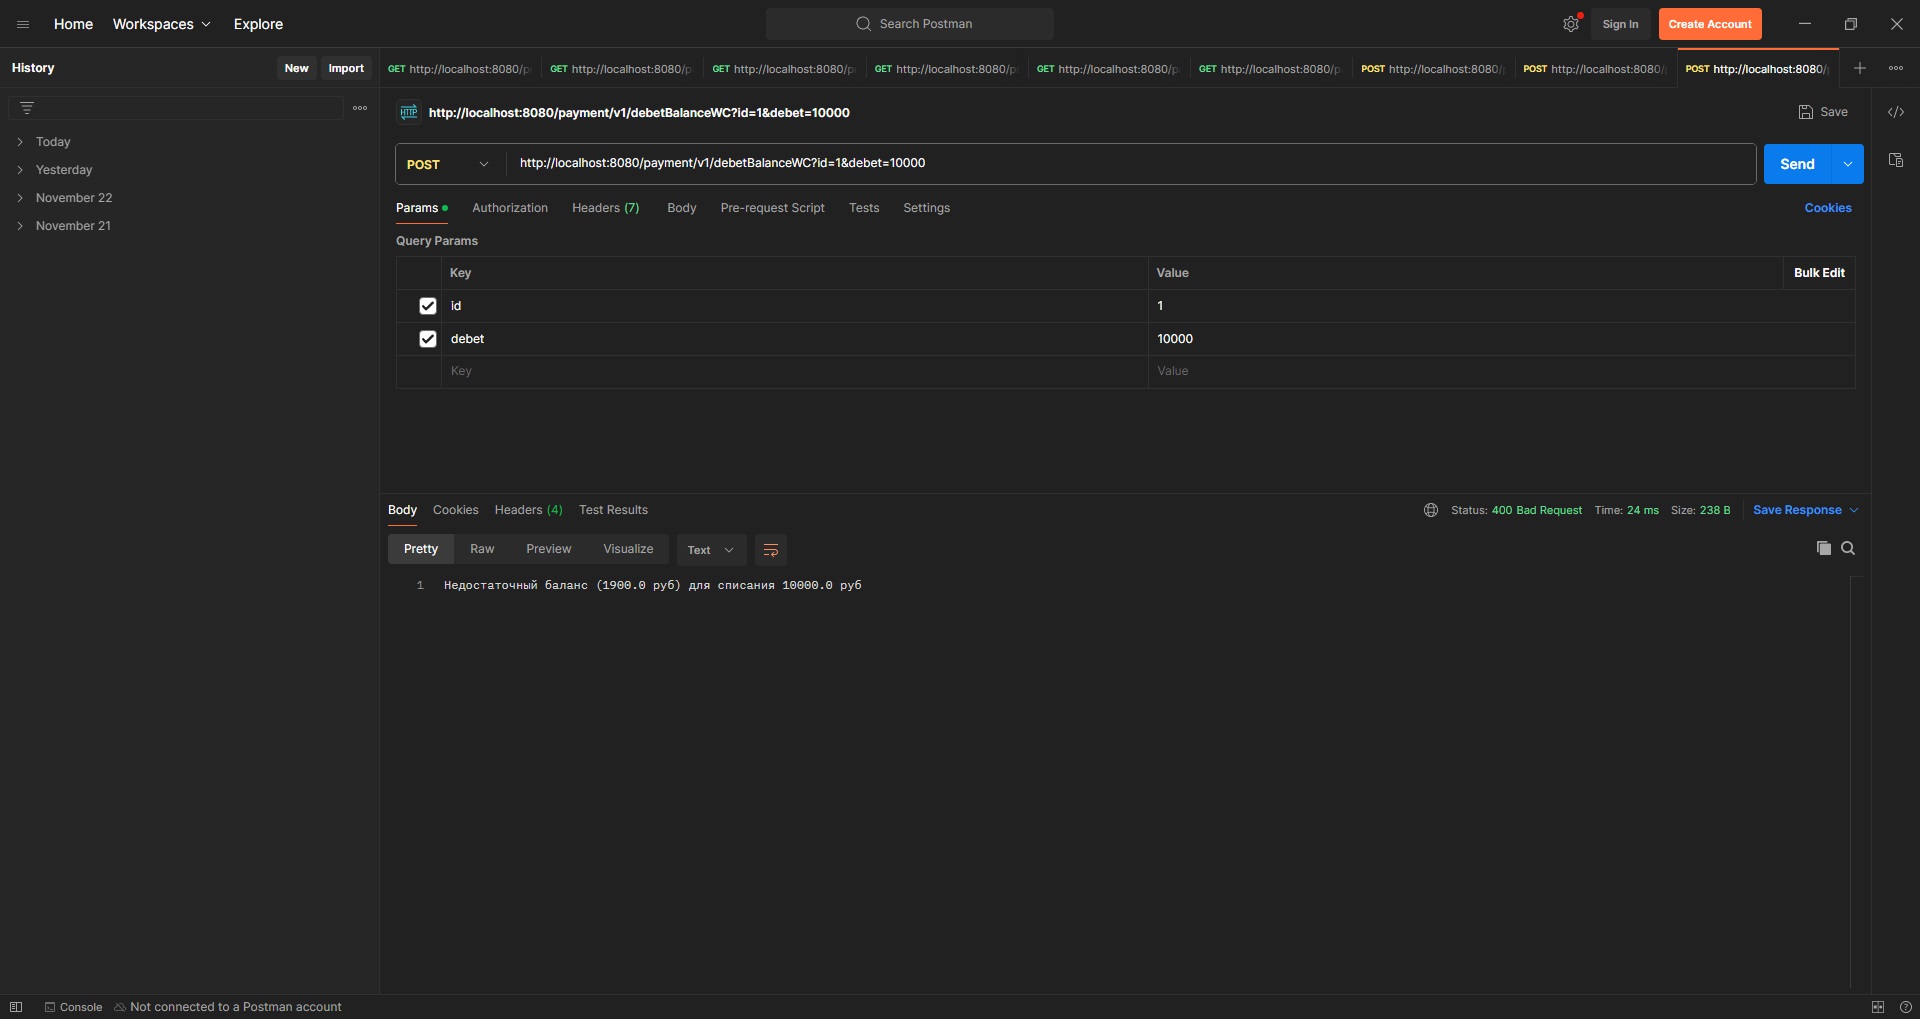 Home Workspaces Explore Search Postman Sign In Create Account
History New Import
GET http://localhost:8080/p GET http://localhost:8080/p GET http://localhost:8080/p GET http://localhost:8080/p GET http://localhost:8080/p GET http://localhost:8080/p POST http://localhost:8080/ POST http://localhost:8080/ POST http://localhost:8080/
HTTP http://localhost:8080/payment/v1/debetBalanceWC?id=1&debet=10000 Save
Today
Yesterday
November 22
November 21
POST http://localhost:8080/payment/v1/debetBalanceWC?id=1&debet=10000 Send
Params Authorization Headers (7) Body Pre-request Script Tests Settings Cookies
Query Params
Key Value Bulk Edit
id 1
debet 10000
Key Value
Body Cookies Headers (4) Test Results Status: 400 Bad Request Time: 24 ms Size: 238 B Save Response
Pretty Raw Preview Visualize Text
1 Недостаточный баланс (1900.0 руб) для списания 10000.0 руб
Console Not connected to a Postman account